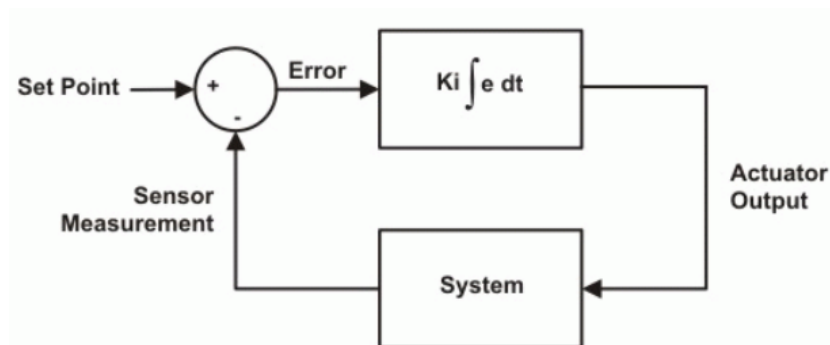 Set Point
+
-
Error
Ki ∫e dt
Actuator
Output
Sensor
Measurement
System